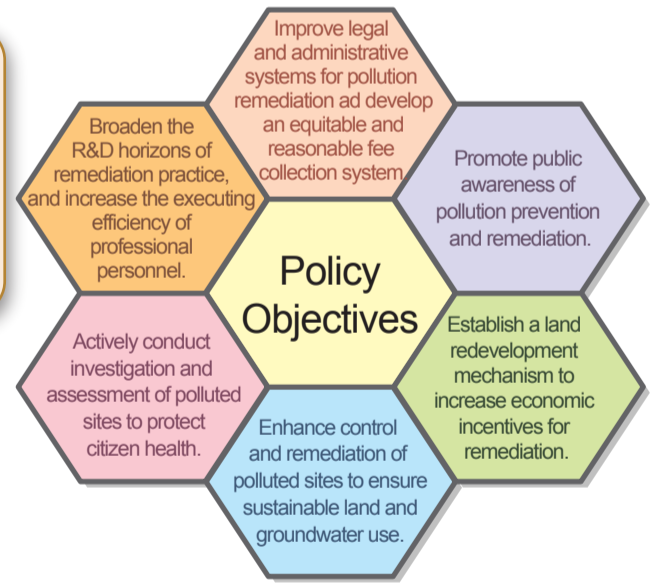 Improve legal
and administrative
systems for pollution
remediation ad develop
an equitable and
reasonable fee
collection system
Broaden the
R&D horizons of
remediation practice,
and increase the executing
efficiency of
professional
personnel.
Promote public
awareness of
pollution prevention
and remediation.
Policy
Objectives
Actively conduct
investigation and
assessment of polluted
sites to protect
citizen health.
Establish a land
redevelopment
mechanism to
increase economic
incentives for
remediation.
Enhance control
and remediation of
polluted sites to ensure
sustainable land and
groundwater use.